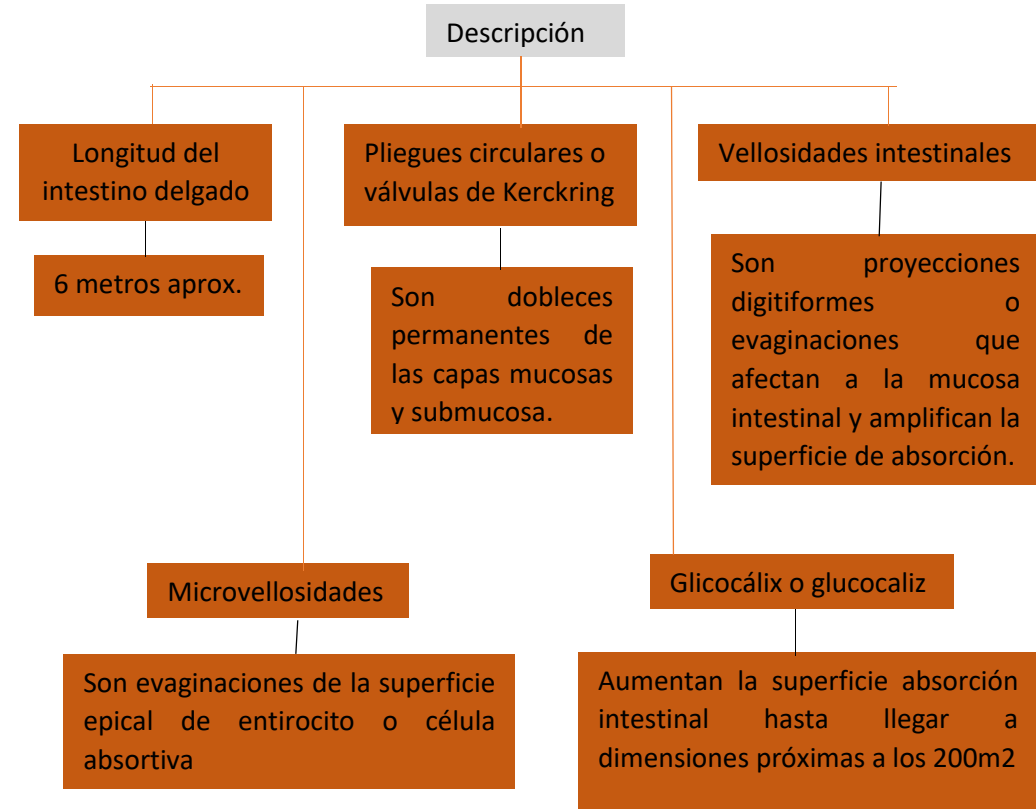 Descripción
Longitud del
intestino delgado
6 metros aprox.
Pliegues circulares o
válvulas de Kerckring
Son dobleces
permanentes de
las capas mucosas
y submucosa.
Vellosidades intestinales
Son proyecciones
digitiformes o
evaginaciones que
afectan a la mucosa
intestinal y amplifican la
superficie de absorción.
Microvellosidades
Son evaginaciones de la superficie
epical de entirocito o célula
absortiva
Glicocálix o glucocaliz
Aumentan la superficie absorción
intestinal hasta llegar a
dimensiones próximas a los 200m2